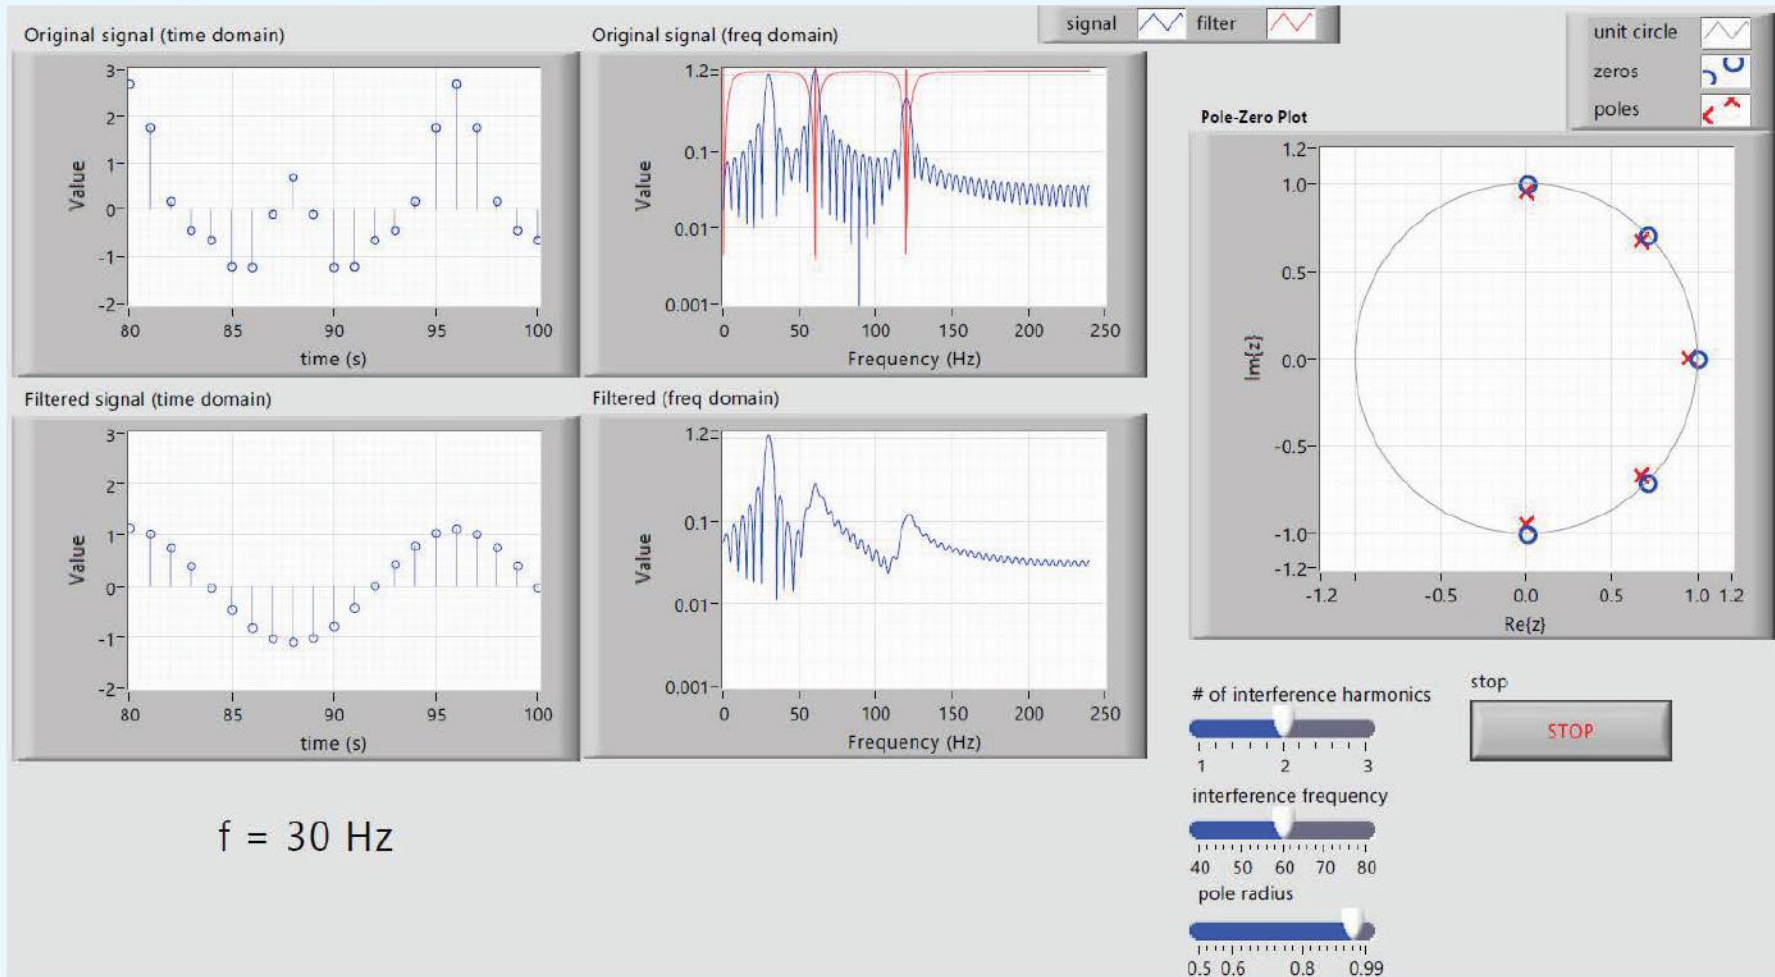 signal filter
unit circle
zeros
poles
Original signal (time domain)
3
2
1
0
-1
-2
Value
80 85 90 95 100
time (s)
Original signal (freq domain)
1.2
0.1
0.01
0.001
Value
0 50 100 150 200 250
Frequency (Hz)
Pole-Zero Plot
1.2
1.0
0.5
0.0
-0.5
-1.0
-1.2
Im{z}
-1.2 -0.5 0.0 0.5 1.0 1.2
Re{z}
Filtered signal (time domain)
3
2
1
0
-1
-2
Value
80 85 90 95 100
time (s)
Filtered (freq domain)
1.2
0.1
0.01
0.001
Value
0 50 100 150 200 250
Frequency (Hz)
# of interference harmonics
1 2 3
stop
STOP
interference frequency
40 50 60 70 80
pole radius
0.5 0.6 0.8 0.99
f = 30 Hz